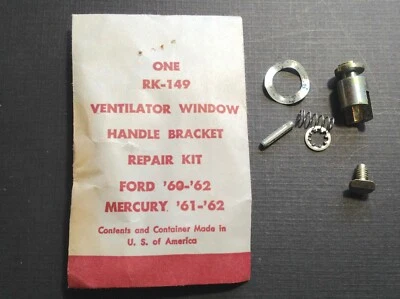 ONE
RK-149
VENTILATOR WINDOW
HANDLE BRACKET
REPAIR KIT
FORD '60-'62
MERCURY '61-'62
Contents and Container Made in
U. S. of America